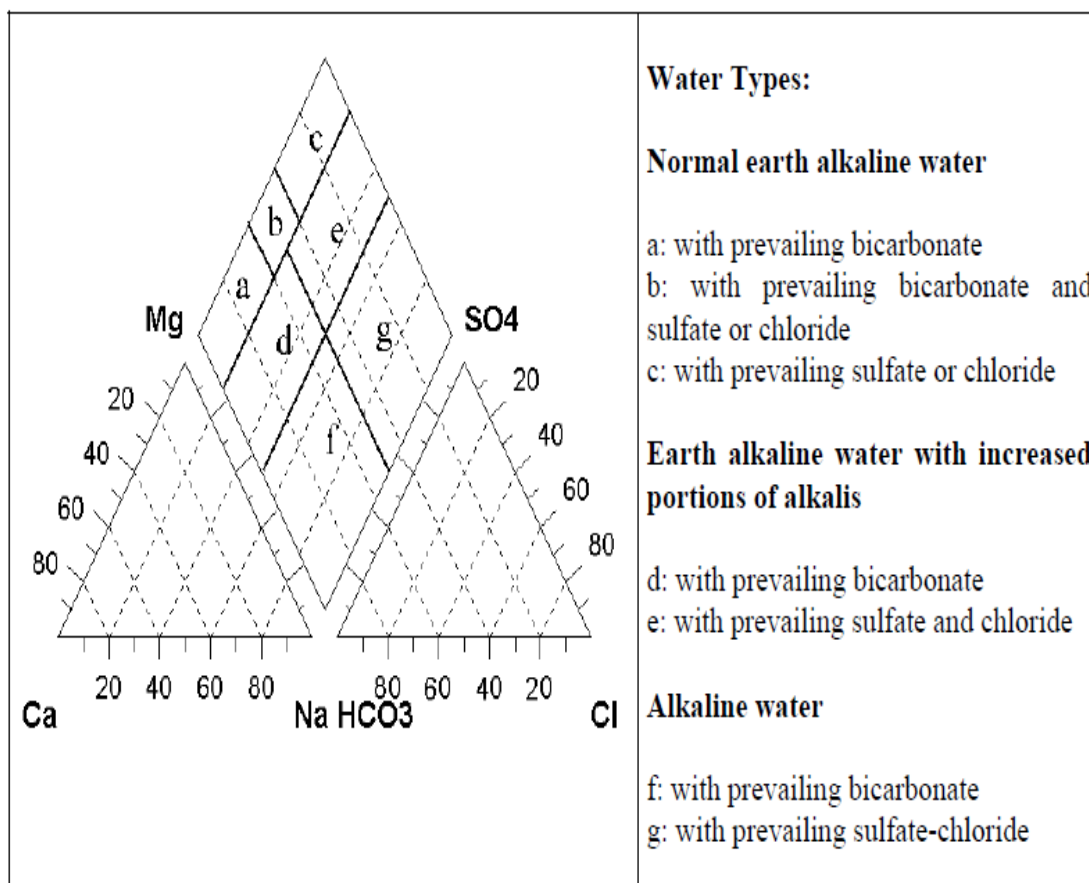 c
b
e
a
d
g
f
Mg
SO4
20
40
60
80
20
40
60
80
20 40 60 80
80 60 40 20
Ca
Na HCO3
Cl
Water Types:
Normal earth alkaline water
a: with prevailing bicarbonate
b: with prevailing bicarbonate and
sulfate or chloride
c: with prevailing sulfate or chloride
Earth alkaline water with increased
portions of alkalis
d: with prevailing bicarbonate
e: with prevailing sulfate and chloride
Alkaline water
f: with prevailing bicarbonate
g: with prevailing sulfate-chloride